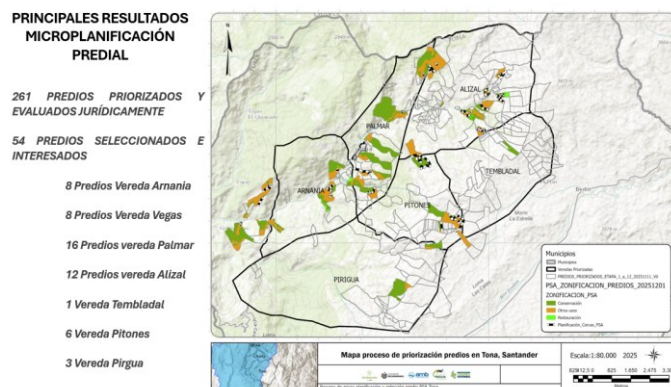 PRINCIPALES RESULTADOS
MICROPLANIFICACIÓN
PREDIAL
261 PREDIOS PRIORIZADOS Y
EVALUADOS JURÍDICAMENTE
54 PREDIOS SELECCIONADOS E
INTERESADOS
8 Predios Vereda Arnania
8 Predios Vereda Vegas
16 Predios vereda Palmar
12 Predios vereda Alizal
1 Vereda Tembladal
6 Vereda Pitones
3 Vereda Pirgua
ALIZAL
PALMAR
TEMBLADAL
ARNANIA
PITONES
PIRIGUA
Municipios
Municipios
Veredas Priorizadas
PSA_ZONIFICACION_PREDIOS_20251201
ZONIFICACION_PSA
Conservación
Otros usos
Restauración
Planificación_Cercas_PSA
Mapa proceso de priorización predios en Tona, Santander
Escala:1:80.000 2025
amb